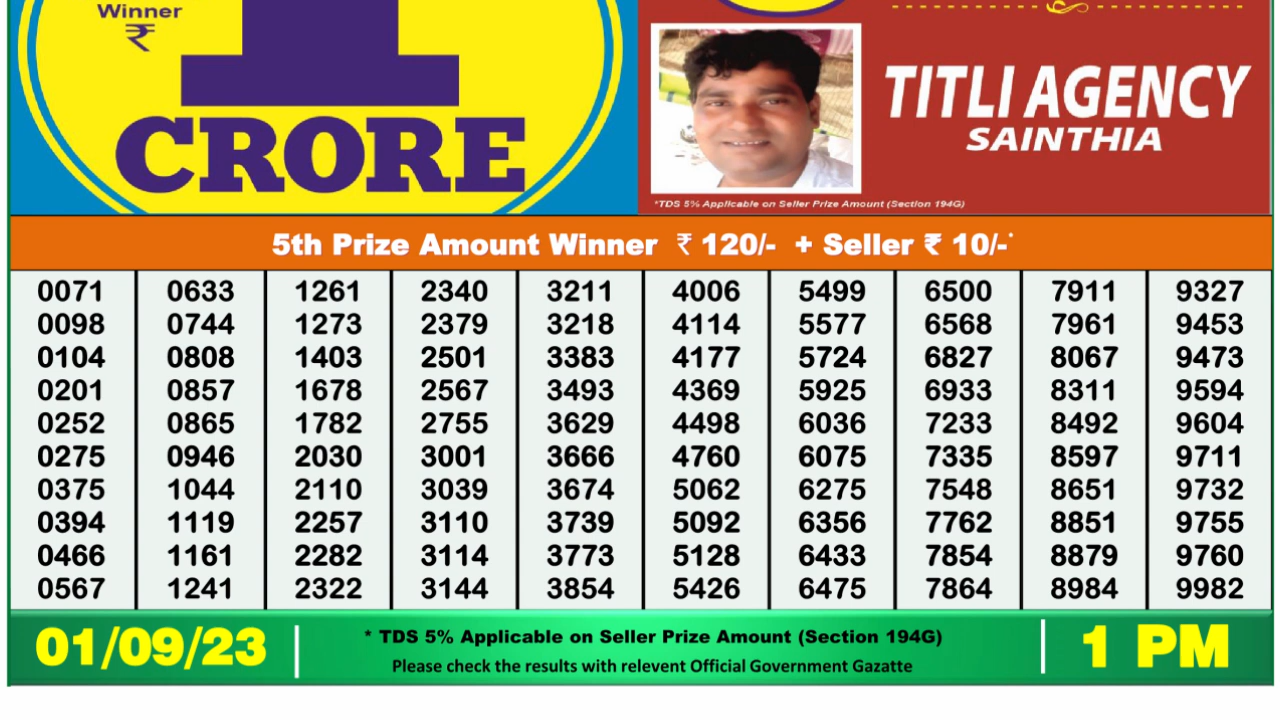 Winner
₹
1
CRORE
TITLI AGENCY
SAINTHIA
*TDS 5% Applicable on Seller Prize Amount (Section 194G)
5th Prize Amount Winner ₹ 120/- + Seller ₹ 10/-*
0071 0633 1261 2340 3211 4006 5499 6500 7911 9327
0098 0744 1273 2379 3218 4114 5577 6568 7961 9453
0104 0808 1403 2501 3383 4177 5724 6827 8067 9473
0201 0857 1678 2567 3493 4369 5925 6933 8311 9594
0252 0865 1782 2755 3629 4498 6036 7233 8492 9604
0275 0946 2030 3001 3666 4760 6075 7335 8597 9711
0375 1044 2110 3039 3674 5062 6275 7548 8651 9732
0394 1119 2257 3110 3739 5092 6356 7762 8851 9755
0466 1161 2282 3114 3773 5128 6433 7854 8879 9760
0567 1241 2322 3144 3854 5426 6475 7864 8984 9982
01/09/23
* TDS 5% Applicable on Seller Prize Amount (Section 194G)
Please check the results with relevent Official Government Gazatte
1 PM